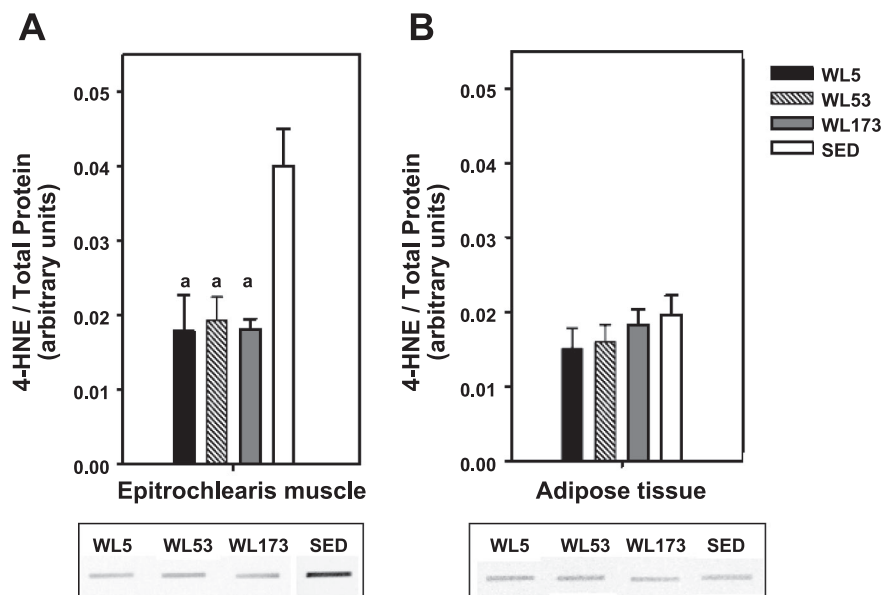 A
4-HNE / Total Protein
(arbitrary units)
0.05
0.04
0.03
0.02
0.01
0.00
a a a
Epitrochlearis muscle
WL5 WL53 WL173 SED
B
4-HNE / Total Protein
(arbitrary units)
0.05
0.04
0.03
0.02
0.01
0.00
Adipose tissue
WL5 WL53 WL173 SED
WL5
WL53
WL173
SED